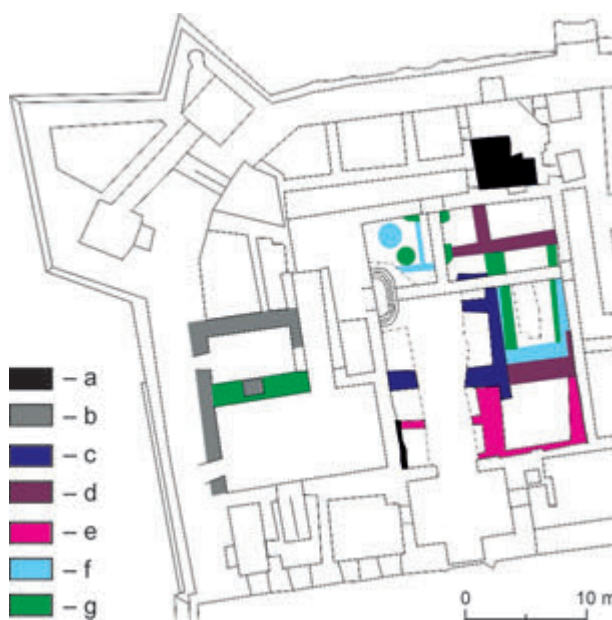 – a
– b
– c
– d
– e
– f
– g
0 10 m